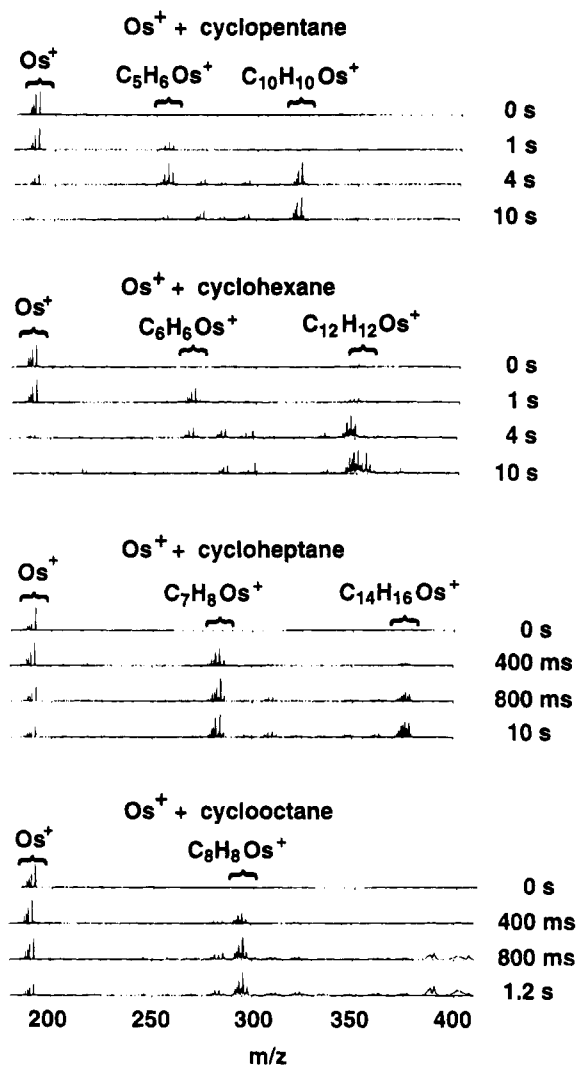 Os⁺ + cyclopentane
Os⁺ C₅H₆Os⁺ C₁₀H₁₀Os⁺
0 s
1 s
4 s
10 s
Os⁺ + cyclohexane
Os⁺ C₆H₆Os⁺ C₁₂H₁₂Os⁺
0 s
1 s
4 s
10 s
Os⁺ + cycloheptane
Os⁺ C₇H₈Os⁺ C₁₄H₁₆Os⁺
0 s
400 ms
800 ms
10 s
Os⁺ + cyclooctane
Os⁺ C₈H₈Os⁺
0 s
400 ms
800 ms
1.2 s
200 250 300 350 400
m/z